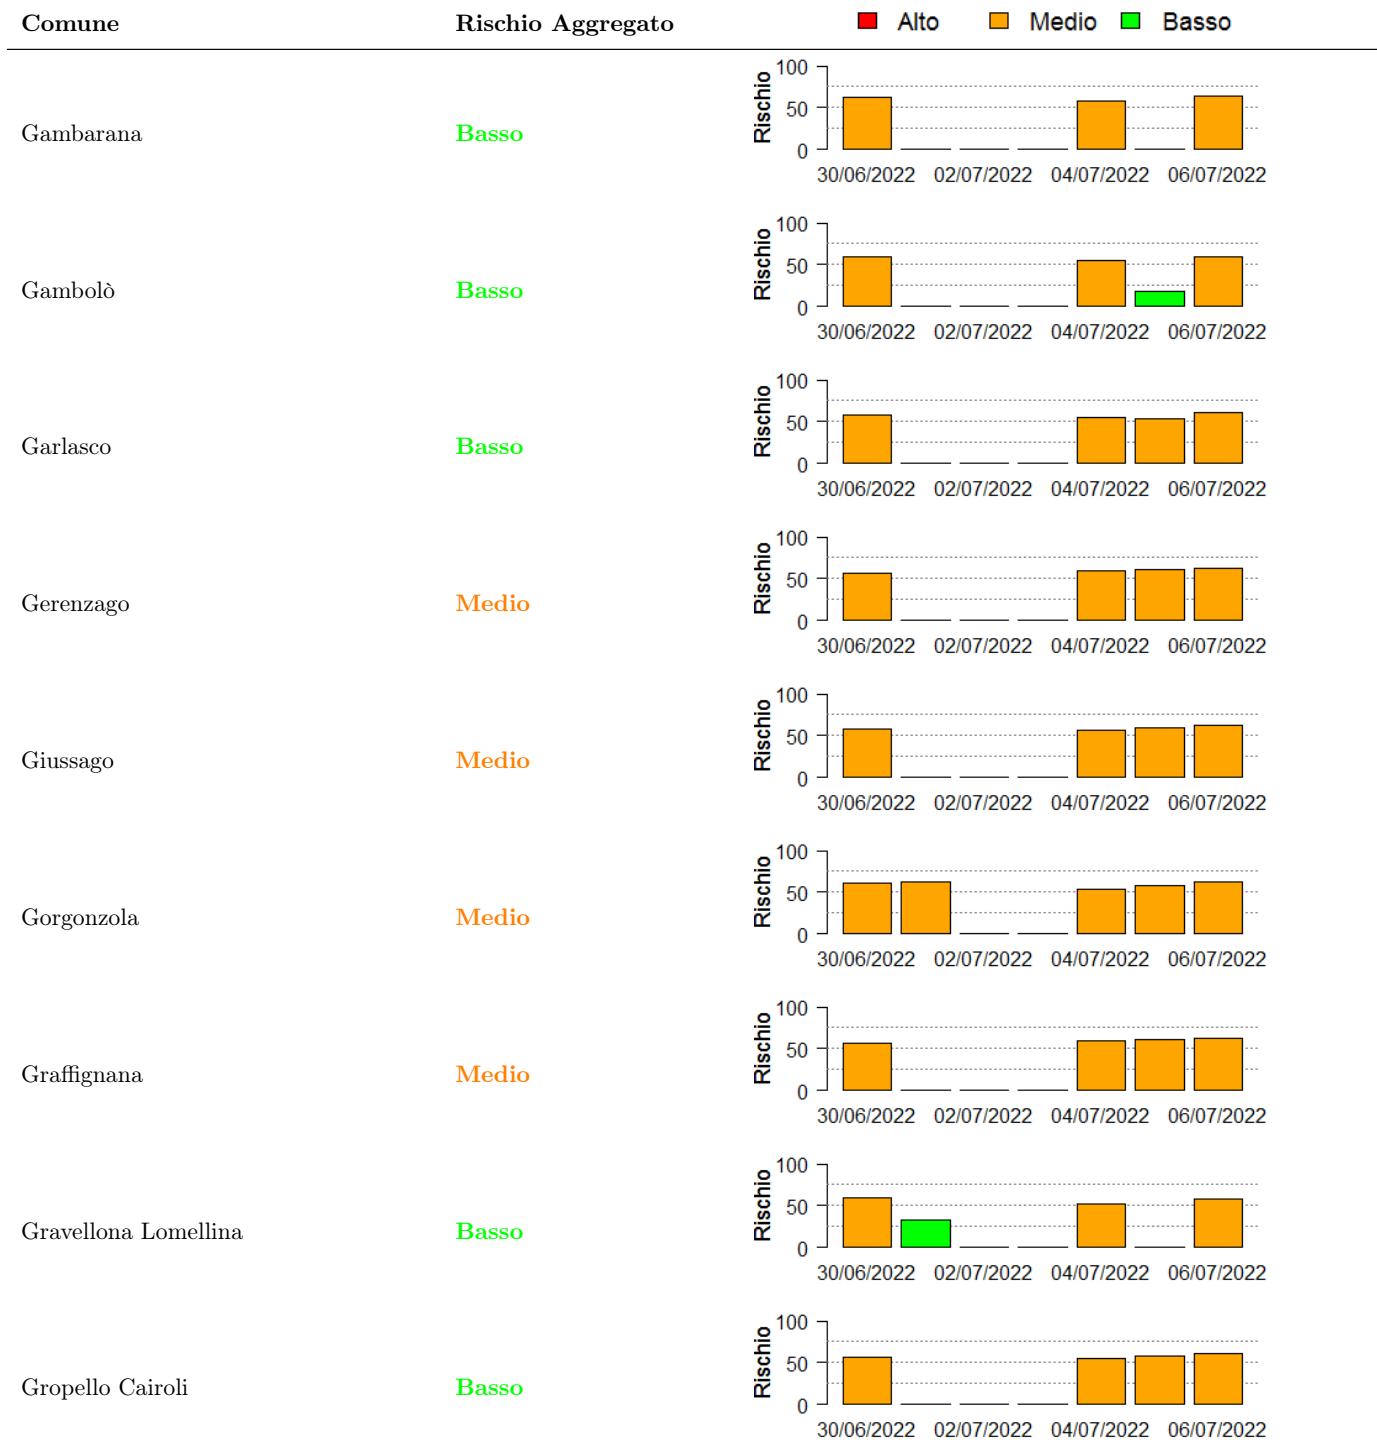 Comune Rischio Aggregato Alto Medio Basso
Gambarana Basso
Rischio
100
50
0
30/06/2022 02/07/2022 04/07/2022 06/07/2022
Gambolò Basso
Rischio
100
50
0
30/06/2022 02/07/2022 04/07/2022 06/07/2022
Garlasco Basso
Rischio
100
50
0
30/06/2022 02/07/2022 04/07/2022 06/07/2022
Gerenzago Medio
Rischio
100
50
0
30/06/2022 02/07/2022 04/07/2022 06/07/2022
Giussago Medio
Rischio
100
50
0
30/06/2022 02/07/2022 04/07/2022 06/07/2022
Gorgonzola Medio
Rischio
100
50
0
30/06/2022 02/07/2022 04/07/2022 06/07/2022
Graffignana Medio
Rischio
100
50
0
30/06/2022 02/07/2022 04/07/2022 06/07/2022
Gravellona Lomellina Basso
Rischio
100
50
0
30/06/2022 02/07/2022 04/07/2022 06/07/2022
Gropello Cairoli Basso
Rischio
100
50
0
30/06/2022 02/07/2022 04/07/2022 06/07/2022